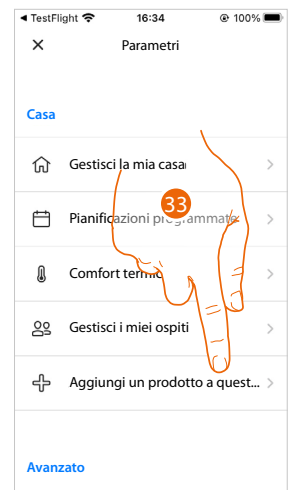 TestFlight 16:34 100%
Parametri
Casa
Gestisci la mia casa
Pianificazioni programmate
33
Comfort termico
Gestisci i miei ospiti
Aggiungi un prodotto a quest...
Avanzato